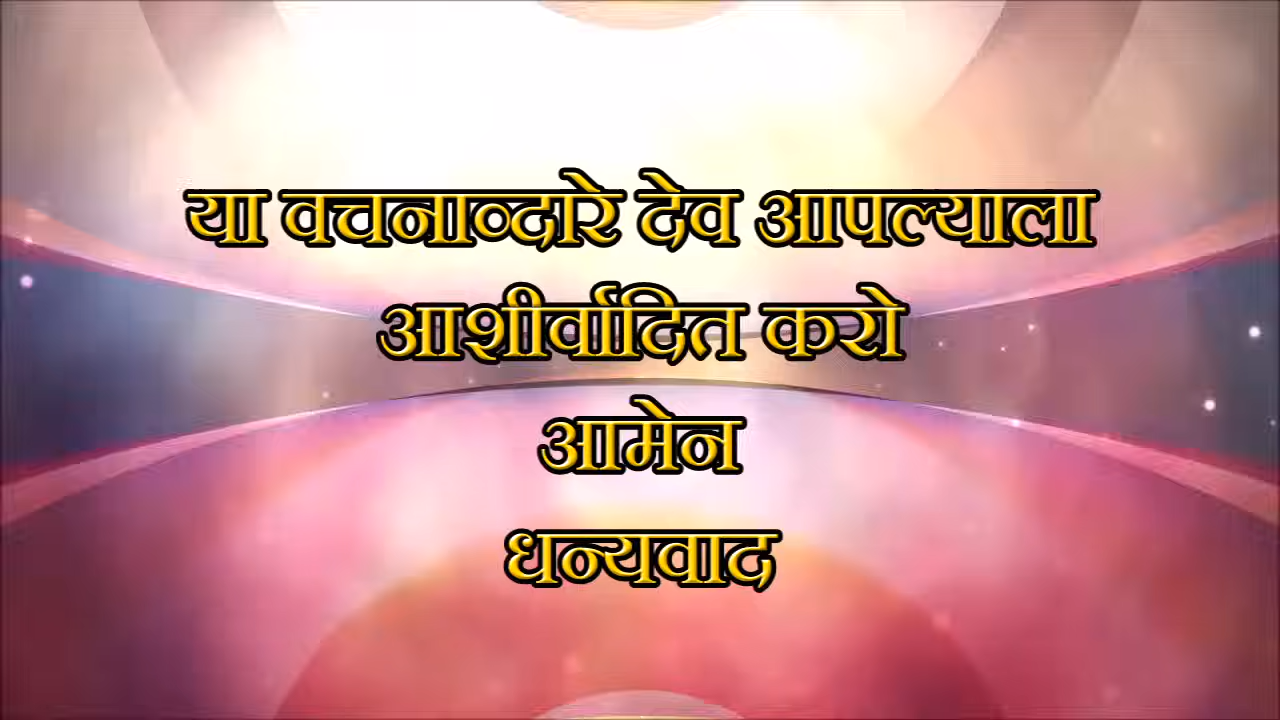 या वचनाव्दारे देव आपल्याला
आशीर्वादित करो
आमेन
धन्यवाद